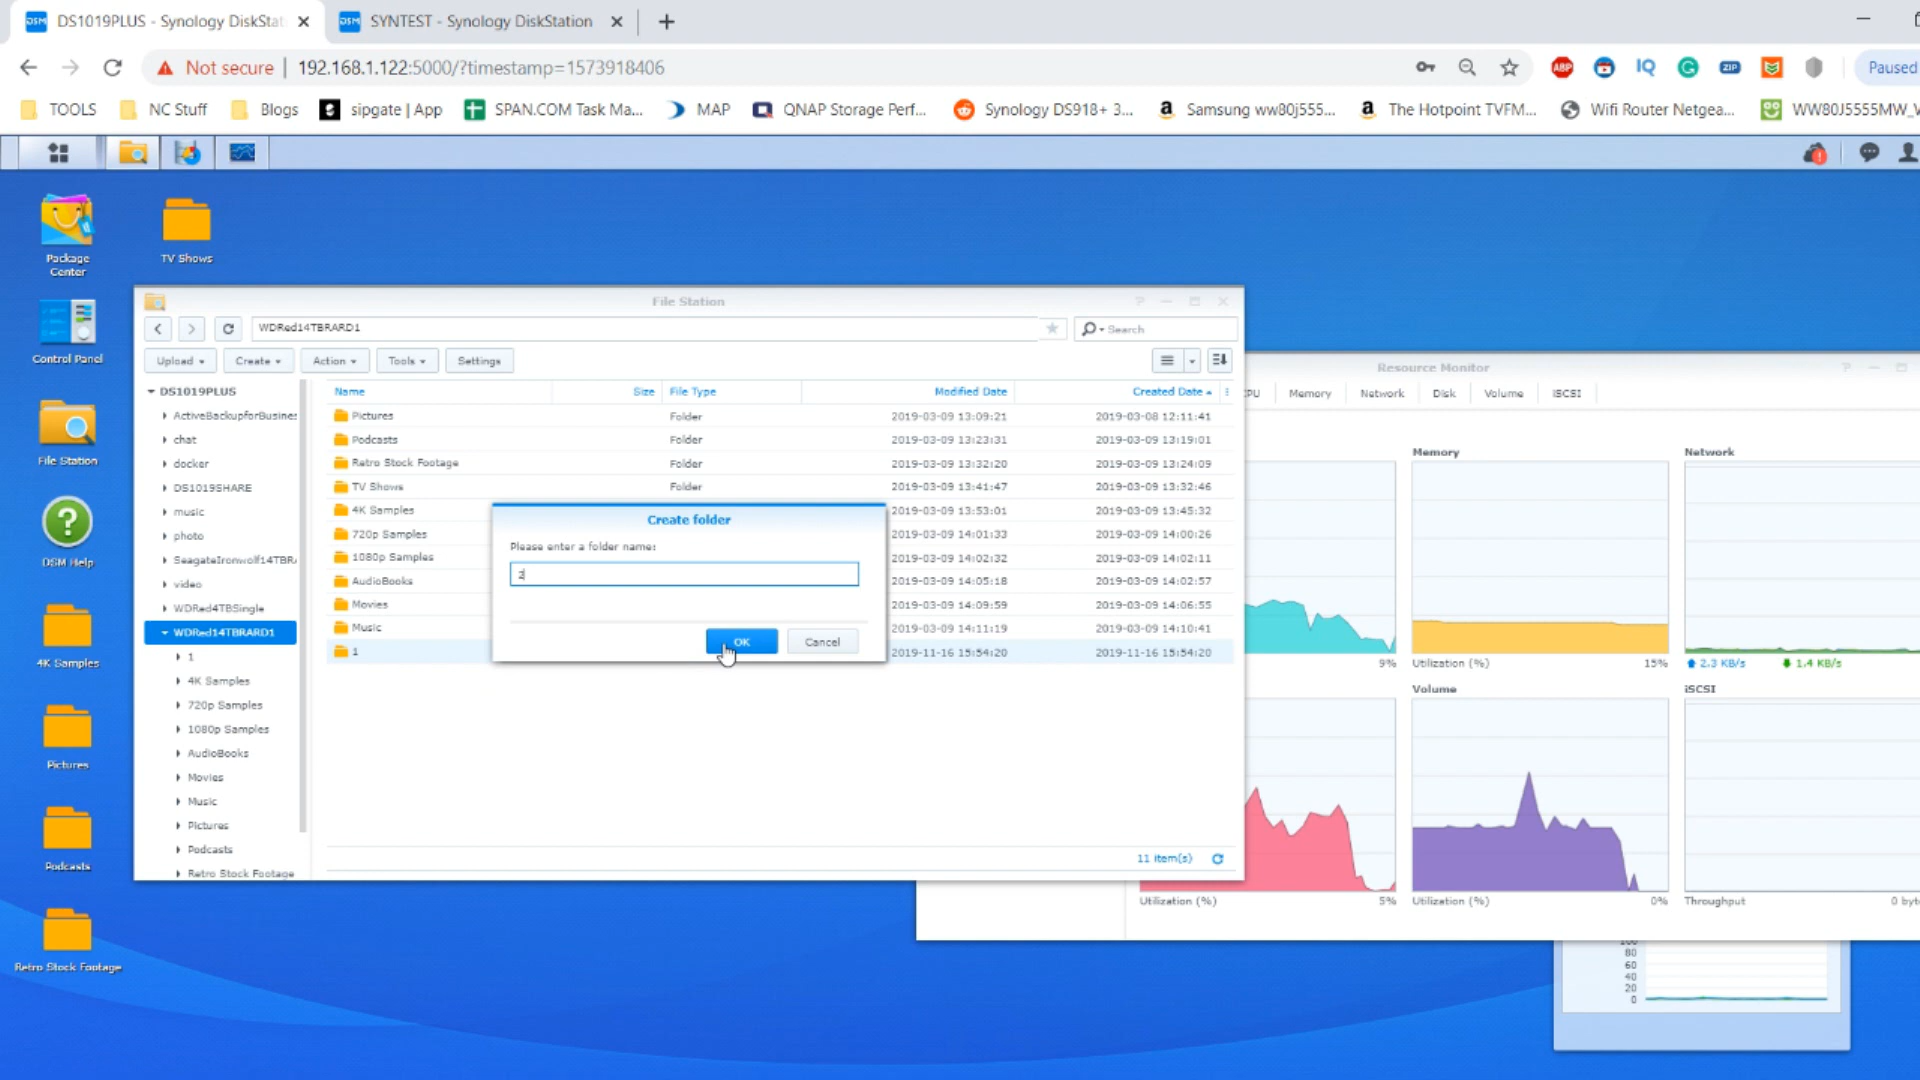 DS1019PLUS - Synology DiskStat
SYNTEST - Synology DiskStation
Not secure
192.168.1.122:5000/?timestamp=1573918406
ABP
IQ
ZIP
Paused
TOOLS
NC Stuff
Blogs
sipgate | App
SPAN.COM Task Ma...
MAP
QNAP Storage Perf...
Synology DS918+ 3...
Samsung ww80j555...
The Hotpoint TVFM...
Wifi Router Netgea...
WW80J5555MW_V
Package
Center
TV Shows
Control Panel
File Station
DSM Help
4K Samples
Pictures
Podcasts
Retro Stock Footage
File Station
WDRed14TBRARD1
Search
Upload
Create
Action
Tools
Settings
DS1019PLUS
ActiveBackupforBusines
chat
docker
DS1019SHARE
music
photo
SeagateIronwolf14TBRA
video
WDRed4TBSingle
WDRed14TBRARD1
1
4K Samples
720p Samples
1080p Samples
AudioBooks
Movies
Music
Pictures
Podcasts
Retro Stock Footage
Name Size File Type Modified Date Created Date
Pictures Folder 2019-03-09 13:09:21 2019-03-08 12:11:41
Podcasts Folder 2019-03-09 13:23:31 2019-03-09 13:19:01
Retro Stock Footage Folder 2019-03-09 13:32:20 2019-03-09 13:24:09
TV Shows Folder 2019-03-09 13:41:47 2019-03-09 13:32:46
4K Samples 2019-03-09 13:53:01 2019-03-09 13:45:32
720p Samples 2019-03-09 14:01:33 2019-03-09 14:00:26
1080p Samples 2019-03-09 14:02:32 2019-03-09 14:02:11
AudioBooks 2019-03-09 14:05:18 2019-03-09 14:02:57
Movies 2019-03-09 14:09:59 2019-03-09 14:06:55
Music 2019-03-09 14:11:19 2019-03-09 14:10:41
1 2019-11-16 15:54:20 2019-11-16 15:54:20
11 item(s)
Create folder
Please enter a folder name:
2
OK
Cancel
Resource Monitor
PU
Memory
Network
Disk
Volume
iSCSI
9%
Memory
Utilization (%) 15%
Network
2.3 KB/s 1.4 KB/s
Utilization (%) 5%
Volume
Utilization (%) 0%
iSCSI
Throughput 0 byt
100
80
60
40
20
0